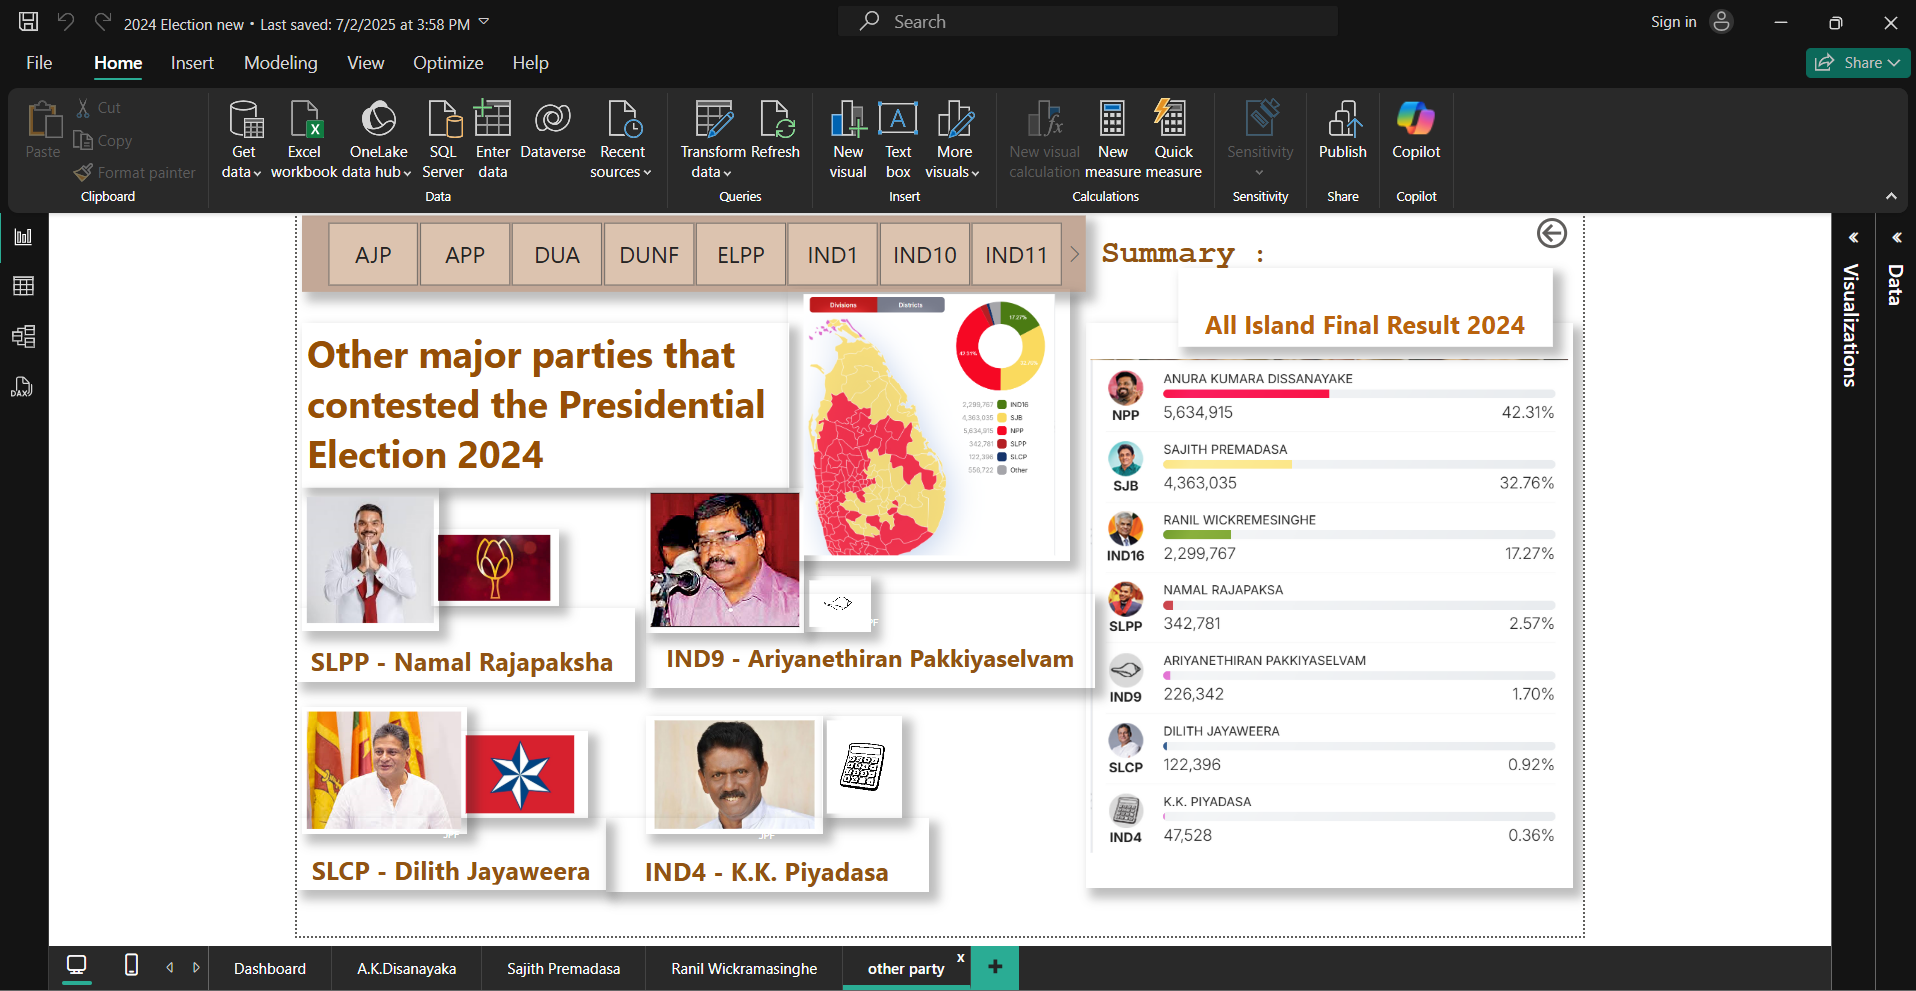 2024 Election new • Last saved: 7/2/2025 at 3:58 PM
Search
Sign in
File
Home
Insert
Modeling
View
Optimize
Help
Share
Paste
Cut
Copy
Format painter
Clipboard
Get data
Excel workbook
OneLake data hub
SQL Server
Enter data
Dataverse
Recent sources
Data
Transform data
Refresh
Queries
New visual
Text box
More visuals
Insert
New visual calculation
New measure
Quick measure
Calculations
Sensitivity
Sensitivity
Publish
Share
Copilot
Copilot
AJP
APP
DUA
DUNF
ELPP
IND1
IND10
IND11
Summary :
All Island Final Result 2024
Other major parties that
contested the Presidential
Election 2024
Divisions
Districts
17.27%
2,299,767 IND16
4,363,035 SJB
5,634,915 NPP
342,781 SLPP
122,396 SLCP
Other
SLPP - Namal Rajapaksha
IND9 - Ariyanethiran Pakkiyaselvam
SLCP - Dilith Jayaweera
JPF
IND4 - K.K. Piyadasa
ANURA KUMARA DISSANAYAKE
NPP
5,634,915
42.31%
SAJITH PREMADASA
SJB
4,363,035
32.76%
RANIL WICKREMESINGHE
IND16
2,299,767
17.27%
NAMAL RAJAPAKSA
SLPP
342,781
2.57%
ARIYANETHIRAN PAKKIYASELVAM
IND9
226,342
1.70%
DILITH JAYAWEERA
SLCP
122,396
0.92%
K.K. PIYADASA
IND4
47,528
0.36%
Visualizations
Data
DAX
Dashboard
A.K.Disanayaka
Sajith Premadasa
Ranil Wickramasinghe
other party
x
+